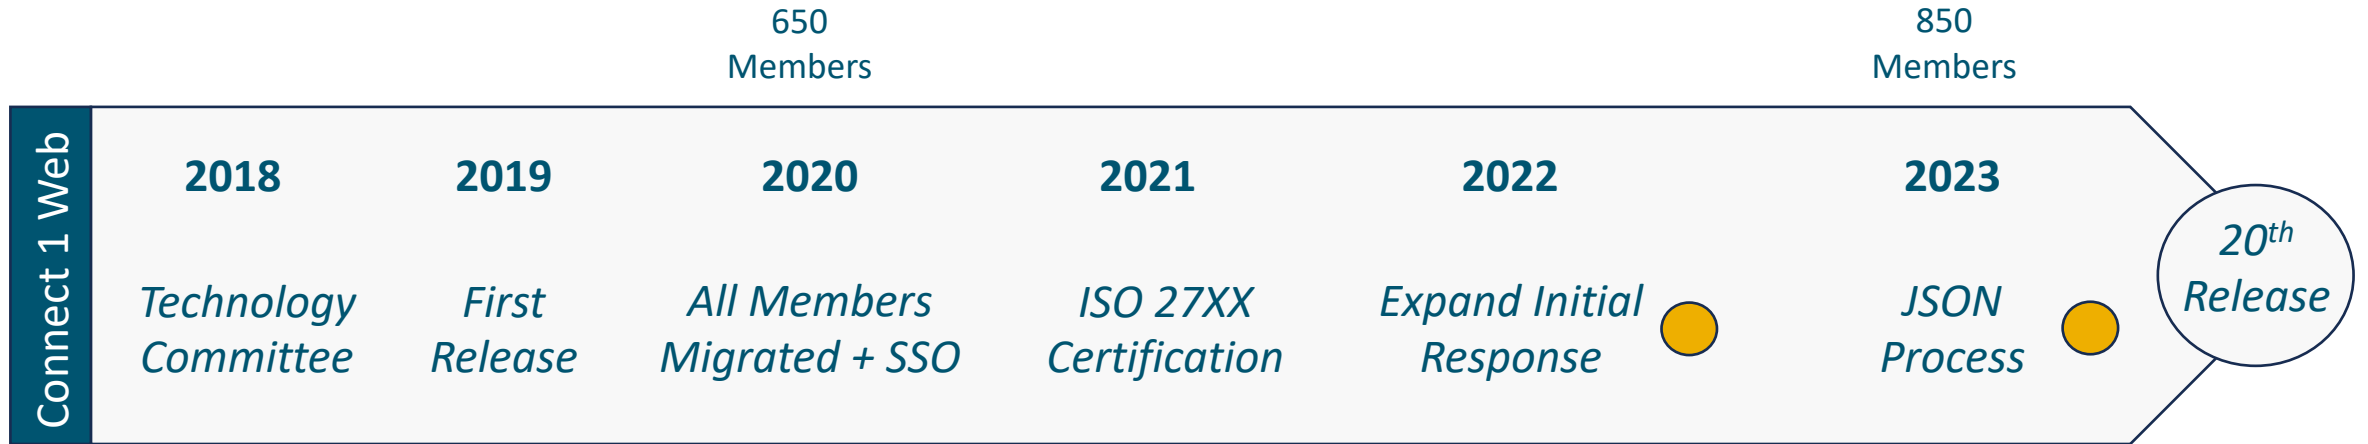 650
Members
850
Members
Connect 1 Web
2018
2019
2020
2021
2022
2023
Technology
Committee
First
Release
All Members
Migrated + SSO
ISO 27XX
Certification
Expand Initial
Response
JSON
Process
20th
Release